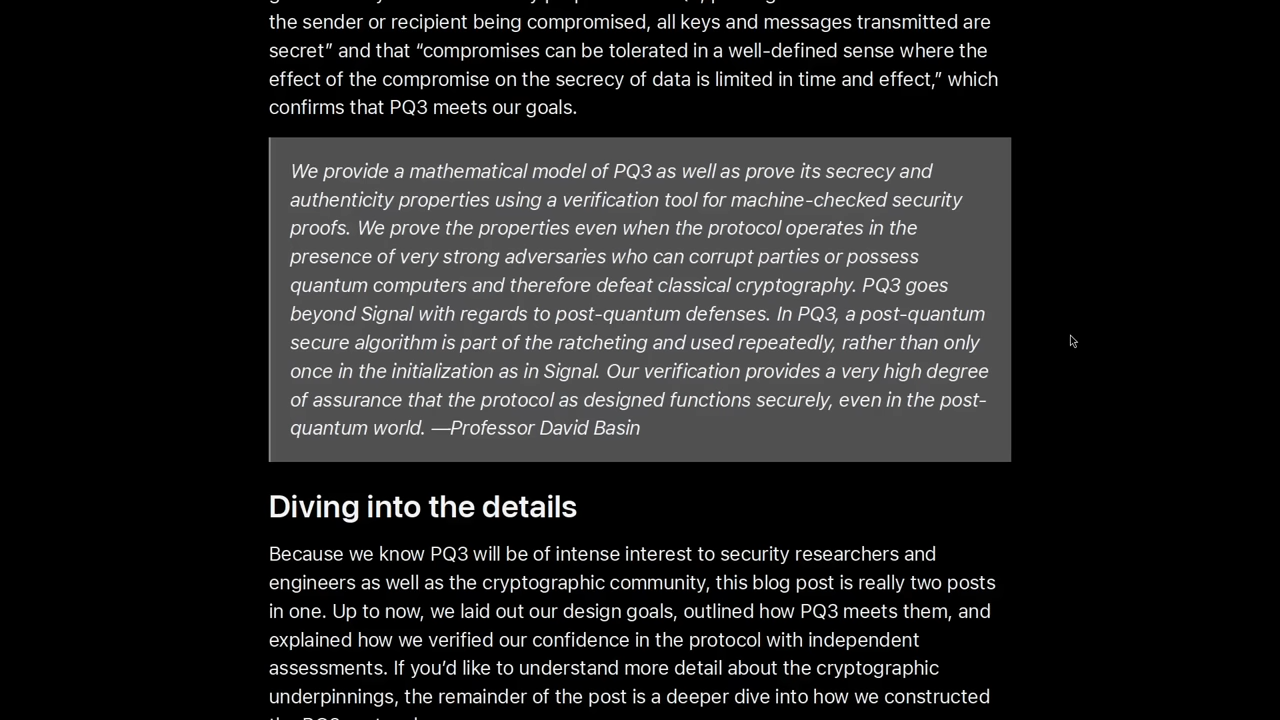 the sender or recipient being compromised, all keys and messages transmitted are
secret” and that “compromises can be tolerated in a well-defined sense where the
effect of the compromise on the secrecy of data is limited in time and effect,” which
confirms that PQ3 meets our goals.
We provide a mathematical model of PQ3 as well as prove its secrecy and
authenticity properties using a verification tool for machine-checked security
proofs. We prove the properties even when the protocol operates in the
presence of very strong adversaries who can corrupt parties or possess
quantum computers and therefore defeat classical cryptography. PQ3 goes
beyond Signal with regards to post-quantum defenses. In PQ3, a post-quantum
secure algorithm is part of the ratcheting and used repeatedly, rather than only
once in the initialization as in Signal. Our verification provides a very high degree
of assurance that the protocol as designed functions securely, even in the post-
quantum world. —Professor David Basin
Diving into the details
Because we know PQ3 will be of intense interest to security researchers and
engineers as well as the cryptographic community, this blog post is really two posts
in one. Up to now, we laid out our design goals, outlined how PQ3 meets them, and
explained how we verified our confidence in the protocol with independent
assessments. If you’d like to understand more detail about the cryptographic
underpinnings, the remainder of the post is a deeper dive into how we constructed